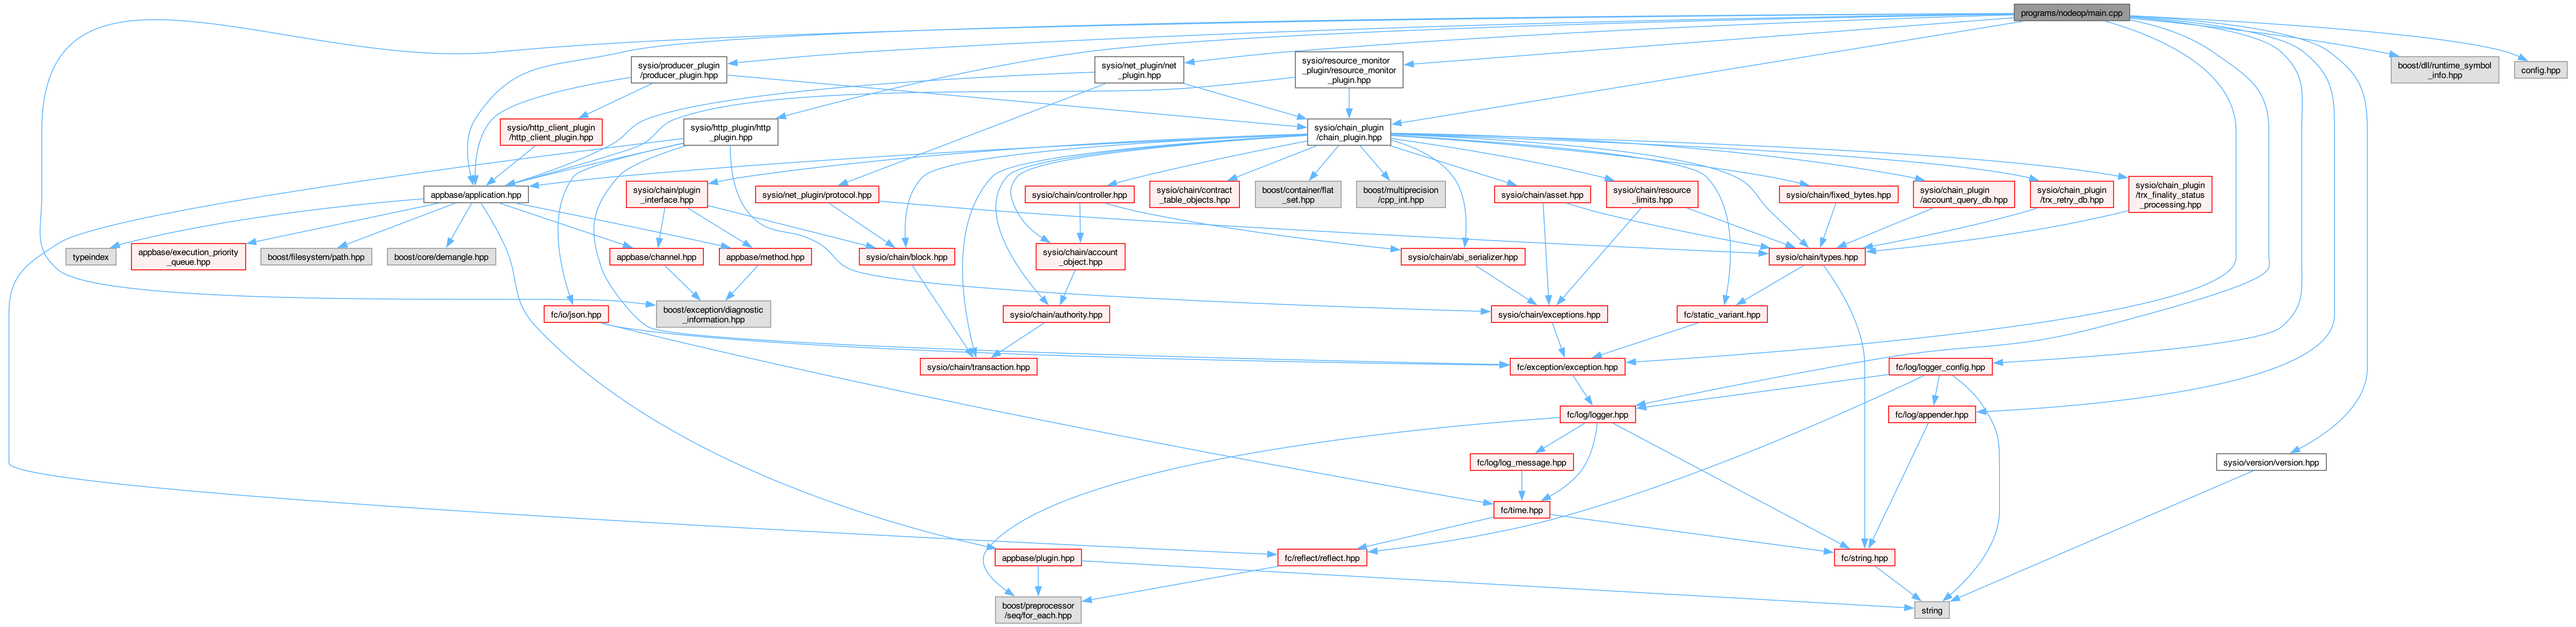 programs/nodeop/main.cpp
sysio/producer_plugin
/producer_plugin.hpp
sysio/net_plugin/net
_plugin.hpp
sysio/resource_monitor
_plugin/resource_monitor
_plugin.hpp
boost/dll/runtime_symbol
_info.hpp
config.hpp
sysio/http_client_plugin
/http_client_plugin.hpp
sysio/http_plugin/http
_plugin.hpp
sysio/chain_plugin
/chain_plugin.hpp
appbase/application.hpp
sysio/chain/plugin
_interface.hpp
sysio/net_plugin/protocol.hpp
sysio/chain/controller.hpp
sysio/chain/contract
_table_objects.hpp
boost/container/flat
_set.hpp
boost/multiprecision
/cpp_int.hpp
sysio/chain/asset.hpp
sysio/chain/resource
_limits.hpp
sysio/chain/fixed_bytes.hpp
sysio/chain_plugin
/account_query_db.hpp
sysio/chain_plugin
/trx_retry_db.hpp
sysio/chain_plugin
/trx_finality_status
_processing.hpp
typeindex
appbase/execution_priority
_queue.hpp
boost/filesystem/path.hpp
boost/core/demangle.hpp
appbase/channel.hpp
appbase/method.hpp
sysio/chain/block.hpp
sysio/chain/account
_object.hpp
sysio/chain/abi_serializer.hpp
sysio/chain/types.hpp
fc/io/json.hpp
boost/exception/diagnostic
_information.hpp
sysio/chain/authority.hpp
sysio/chain/exceptions.hpp
fc/static_variant.hpp
sysio/chain/transaction.hpp
fc/exception/exception.hpp
fc/log/logger_config.hpp
fc/log/logger.hpp
fc/log/appender.hpp
fc/log/log_message.hpp
sysio/version/version.hpp
fc/time.hpp
appbase/plugin.hpp
fc/reflect/reflect.hpp
fc/string.hpp
boost/preprocessor
/seq/for_each.hpp
string